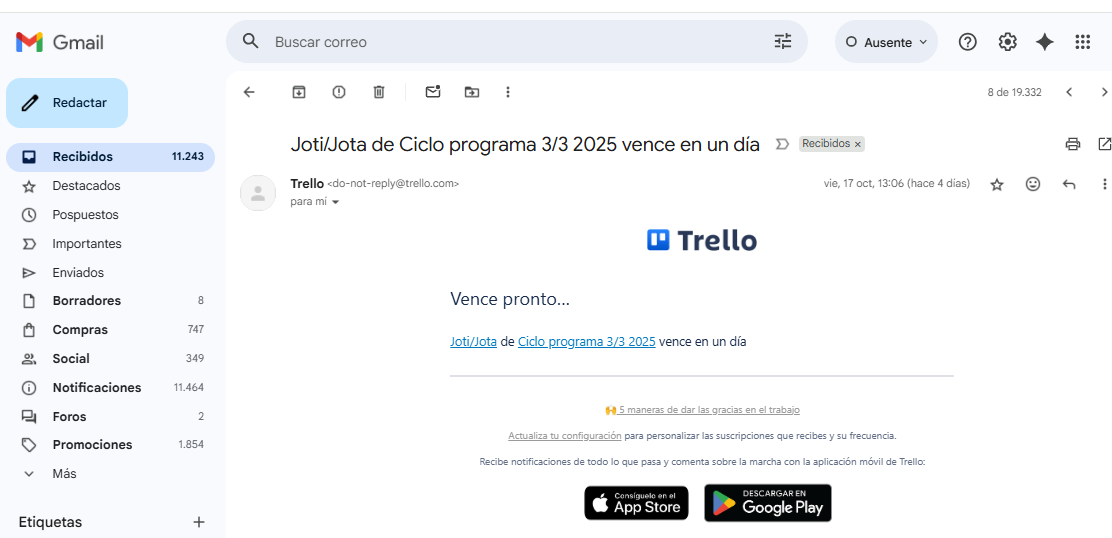 Gmail
Buscar correo
Ausente
Redactar
8 de 19.332
Recibidos 11.243
Destacados
Pospuestos
Importantes
Enviados
Borradores 8
Compras 747
Social 349
Notificaciones 11.464
Foros 2
Promociones 1.854
Más
Etiquetas
Joti/Jota de Ciclo programa 3/3 2025 vence en un día
Recibidos ×
Trello <do-not-reply@trello.com>
vie, 17 oct, 13:06 (hace 4 días)
para mí
Trello
Vence pronto...
Joti/Jota de Ciclo programa 3/3 2025 vence en un día
🙌 5 maneras de dar las gracias en el trabajo
Actualiza tu configuración para personalizar las suscripciones que recibes y su frecuencia.
Recibe notificaciones de todo lo que pasa y comenta sobre la marcha con la aplicación móvil de Trello:
Consíguelo en el
App Store
DESCARGAR EN
Google Play